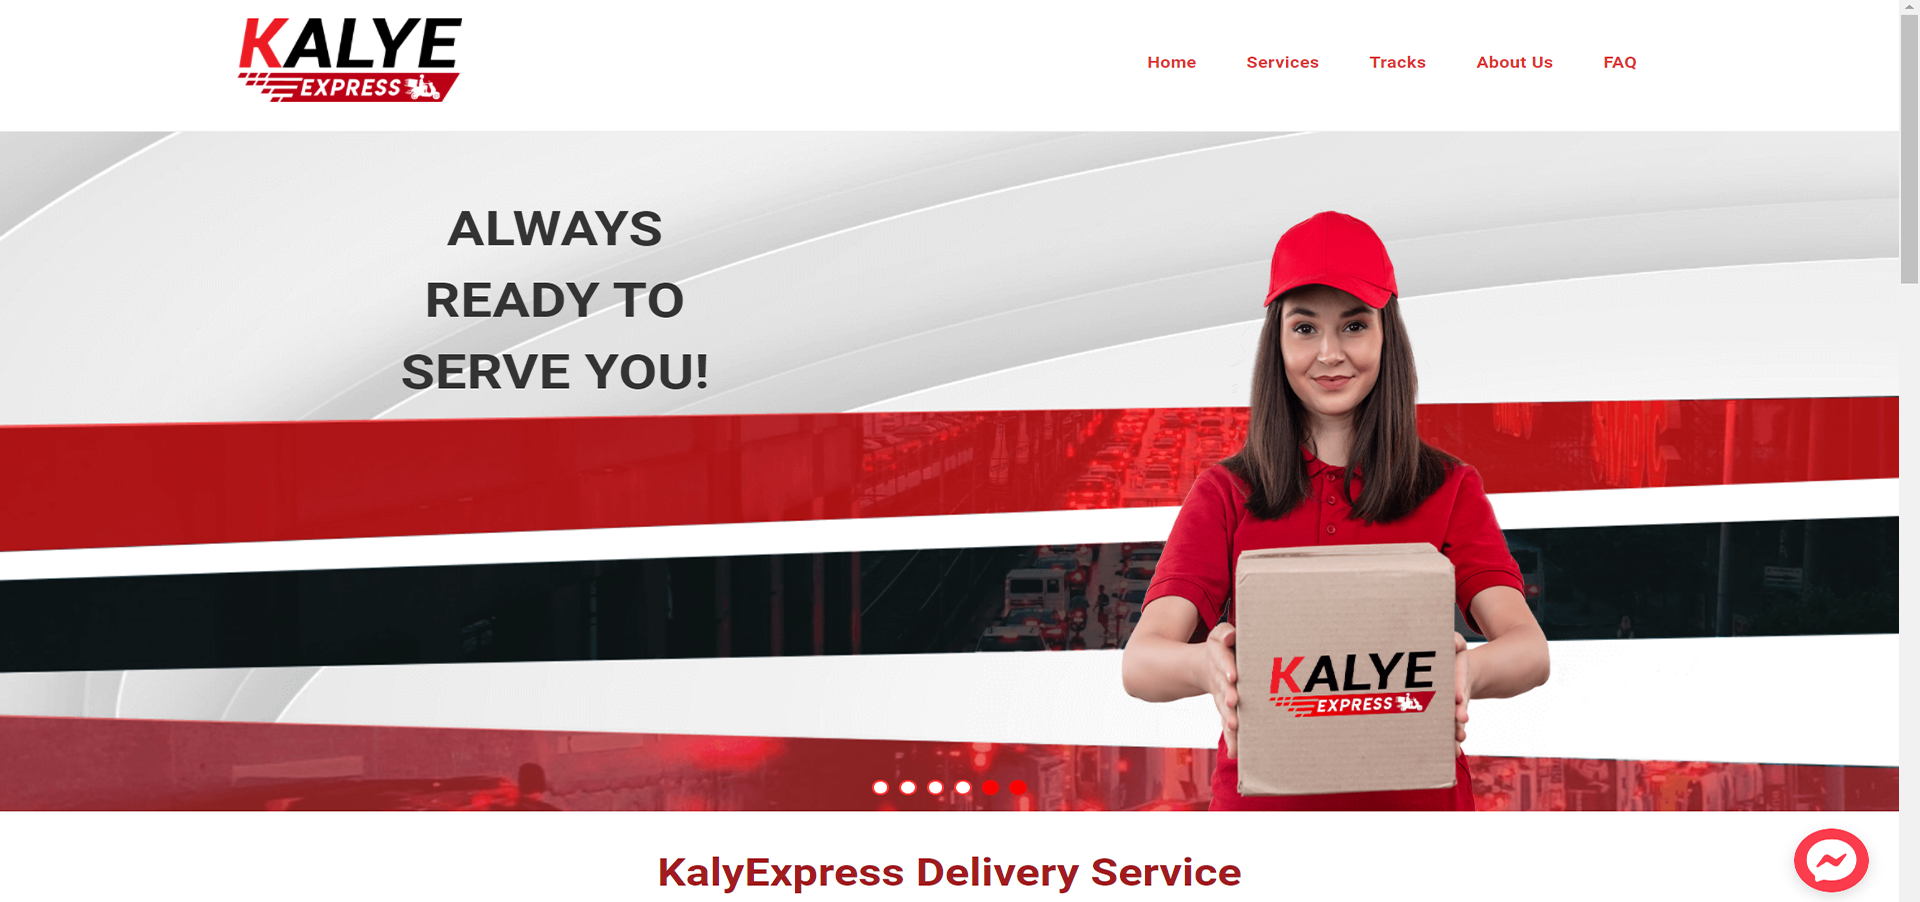 KALYE
EXPRESS
Home Services Tracks About Us FAQ
ALWAYS
READY TO
SERVE YOU!
KALYE
EXPRESS
KalyExpress Delivery Service